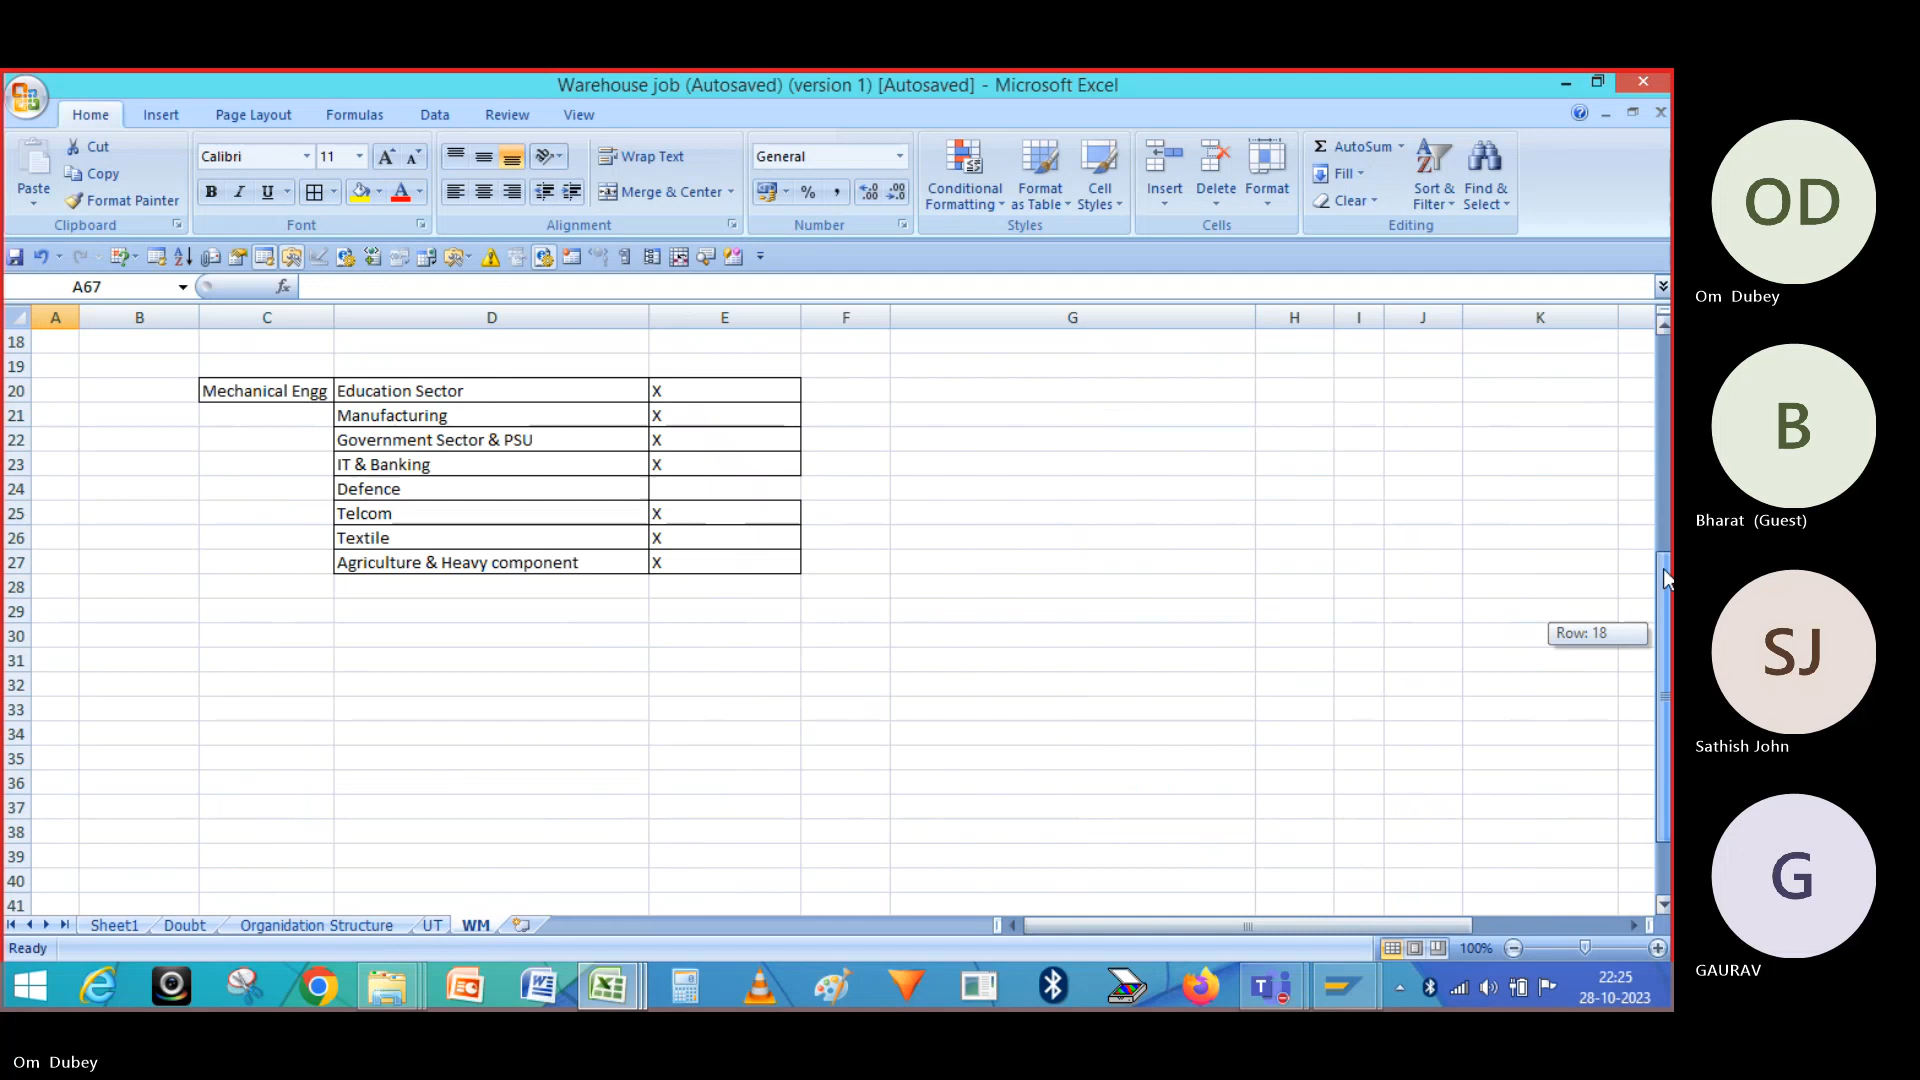 Warehouse job (Autosaved) (version 1) [Autosaved] - Microsoft Excel
Home Insert Page Layout Formulas Data Review View
Paste Cut Copy Format Painter Clipboard
Calibri 11 A A B I U A Font
Wrap Text Merge & Center Alignment
General % , .0 .00 .00 .0 Number
Conditional Formatting Format as Table Cell Styles Styles
Insert Delete Format Cells
Σ AutoSum Fill Clear Sort & Filter Find & Select Editing
A67 fx
A B C D E F G H I J K
18
19
20 Mechanical Engg Education Sector X
21 Manufacturing X
22 Government Sector & PSU X
23 IT & Banking X
24 Defence
25 Telcom X
26 Textile X
27 Agriculture & Heavy component X
28
29
30 Row: 18
31
32
33
34
35
36
37
38
39
40
41
Sheet1 Doubt Organidation Structure UT WM
Ready 100%
22:25
28-10-2023
OD
Om Dubey
B
Bharat (Guest)
SJ
Sathish John
G
GAURAV
Om Dubey